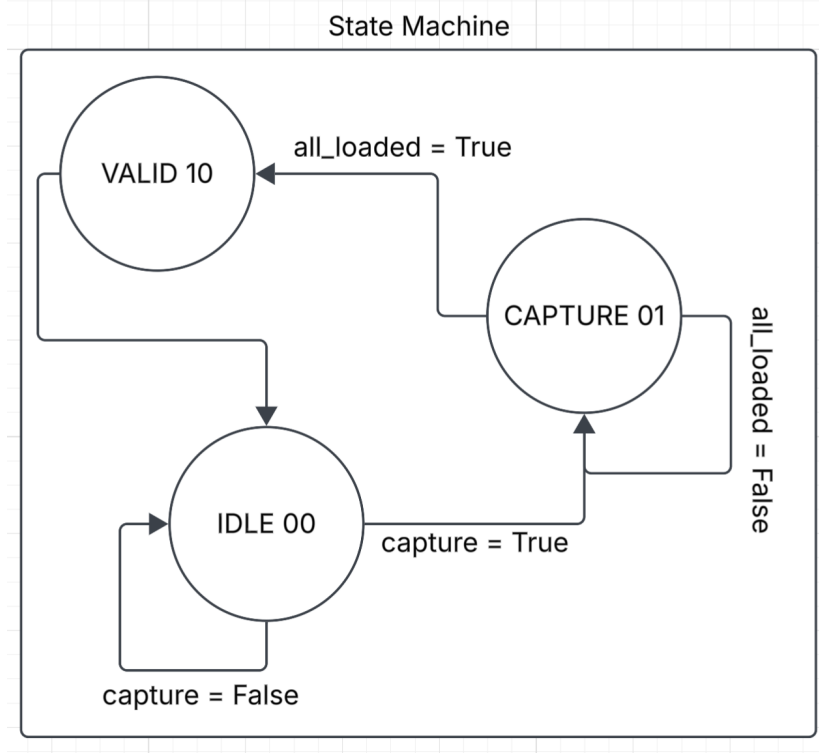 State Machine
all_loaded = True
VALID 10
CAPTURE 01
all_loaded = False
IDLE 00
capture = True
capture = False